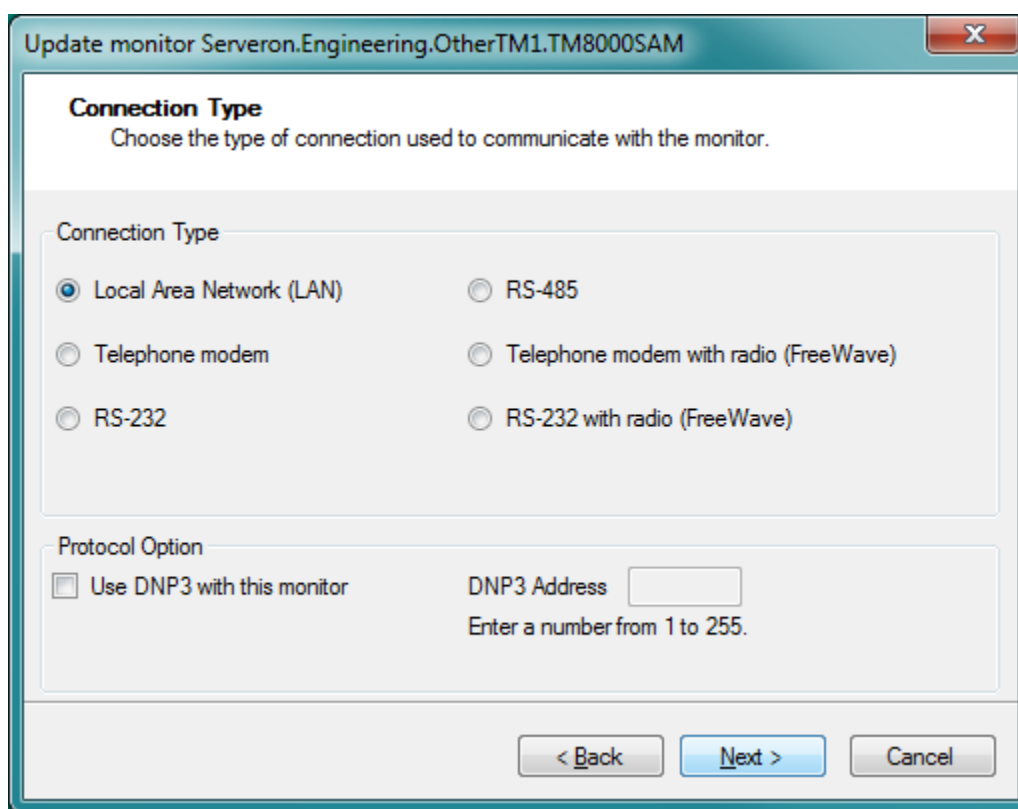 Update monitor Serveron.Engineering.OtherTM1.TM8000SAM
Connection Type
Choose the type of connection used to communicate with the monitor.
Connection Type
Local Area Network (LAN)
RS-485
Telephone modem
Telephone modem with radio (FreeWave)
RS-232
RS-232 with radio (FreeWave)
Protocol Option
Use DNP3 with this monitor
DNP3 Address
Enter a number from 1 to 255.
< Back
Next >
Cancel